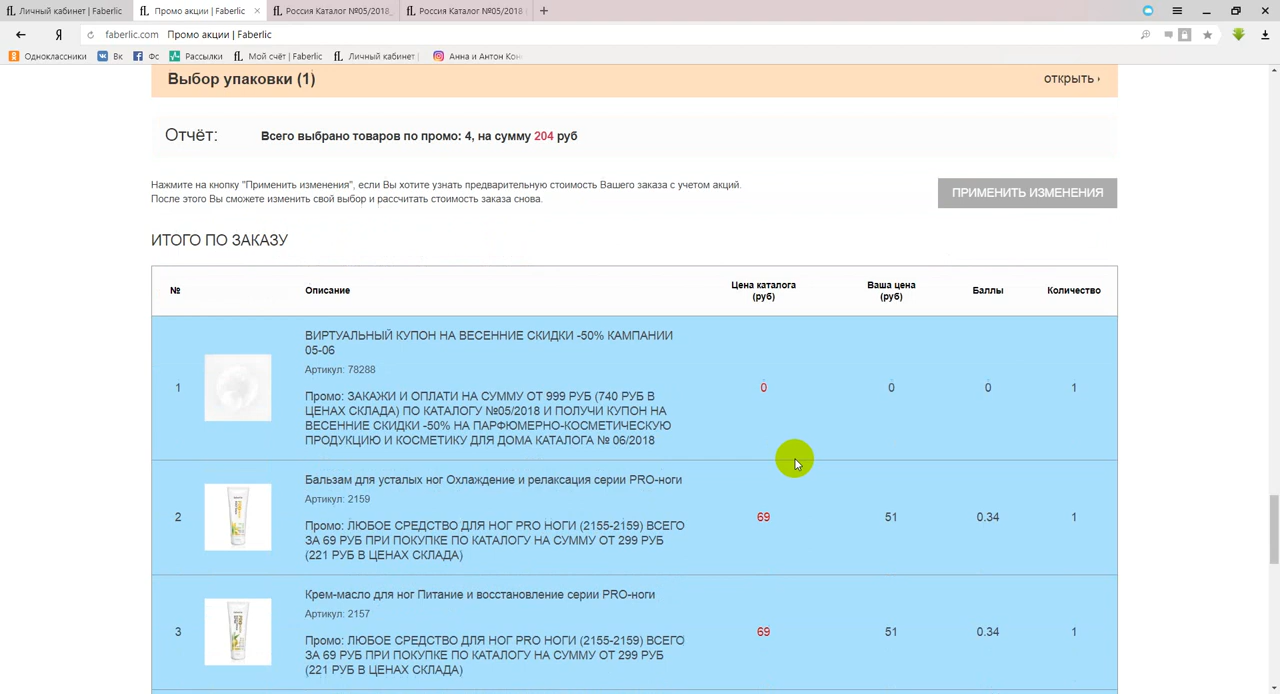 Личный кабинет | Faberlic
Промо акции | Faberlic
Россия Каталог №05/2018
Россия Каталог №05/2018
faberlic.com Промо акции | Faberlic
Одноклассники
Вк
Фс
Рассылки
Мой счёт | Faberlic
Личный кабинет |
Анна и Антон Кон
Выбор упаковки (1)
открыть ›
Отчёт:
Всего выбрано товаров по промо: 4, на сумму 204 руб
Нажмите на кнопку "Применить изменения", если Вы хотите узнать предварительную стоимость Вашего заказа с учетом акций.
После этого Вы сможете изменить свой выбор и рассчитать стоимость заказа снова.
ПРИМЕНИТЬ ИЗМЕНЕНИЯ
ИТОГО ПО ЗАКАЗУ
№
Описание
Цена каталога
(руб)
Ваша цена
(руб)
Баллы
Количество
1
ВИРТУАЛЬНЫЙ КУПОН НА ВЕСЕННИЕ СКИДКИ -50% КАМПАНИИ
05-06
Артикул: 78288
Промо: ЗАКАЖИ И ОПЛАТИ НА СУММУ ОТ 999 РУБ (740 РУБ В
ЦЕНАХ СКЛАДА) ПО КАТАЛОГУ №05/2018 И ПОЛУЧИ КУПОН НА
ВЕСЕННИЕ СКИДКИ -50% НА ПАРФЮМЕРНО-КОСМЕТИЧЕСКУЮ
ПРОДУКЦИЮ И КОСМЕТИКУ ДЛЯ ДОМА КАТАЛОГА № 06/2018
0
0
0
1
2
Бальзам для усталых ног Охлаждение и релаксация серии PRO-ноги
Артикул: 2159
Промо: ЛЮБОЕ СРЕДСТВО ДЛЯ НОГ PRO НОГИ (2155-2159) ВСЕГО
ЗА 69 РУБ ПРИ ПОКУПКЕ ПО КАТАЛОГУ НА СУММУ ОТ 299 РУБ
(221 РУБ В ЦЕНАХ СКЛАДА)
69
51
0.34
1
3
Крем-масло для ног Питание и восстановление серии PRO-ноги
Артикул: 2157
Промо: ЛЮБОЕ СРЕДСТВО ДЛЯ НОГ PRO НОГИ (2155-2159) ВСЕГО
ЗА 69 РУБ ПРИ ПОКУПКЕ ПО КАТАЛОГУ НА СУММУ ОТ 299 РУБ
(221 РУБ В ЦЕНАХ СКЛАДА)
69
51
0.34
1